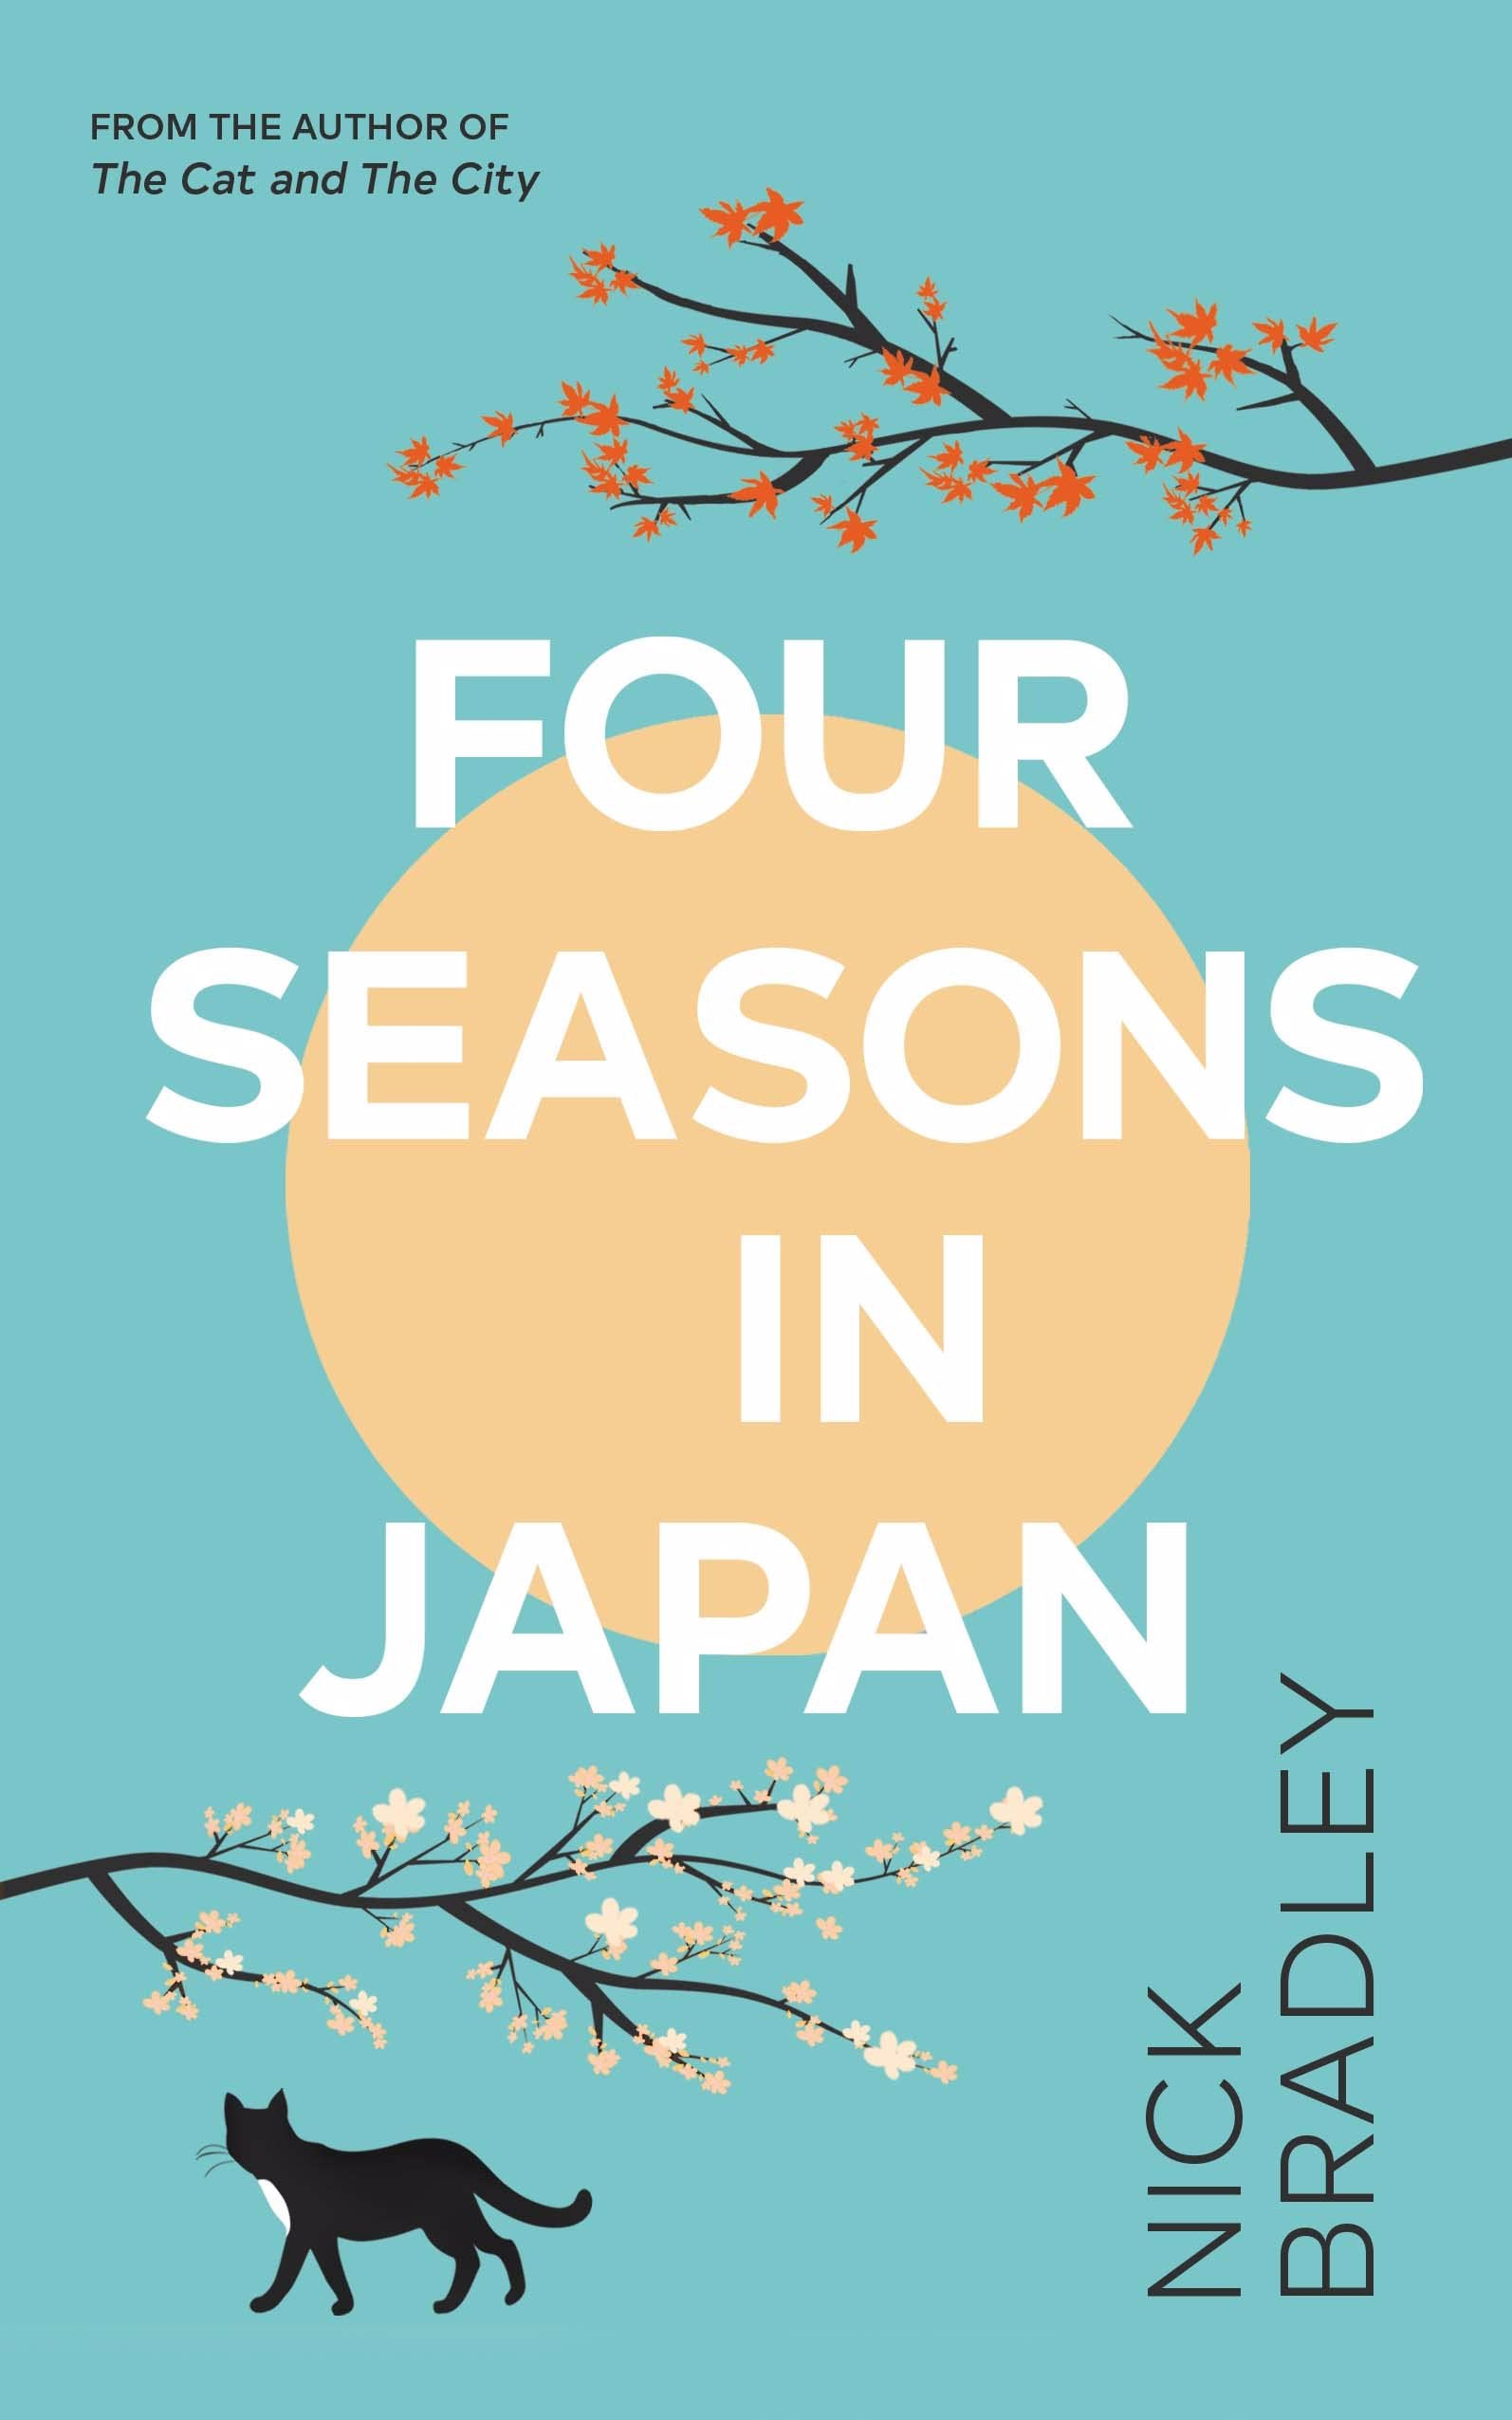 FROM THE AUTHOR OF
The Cat and The City
FOUR
SEASONS
IN
JAPAN
NICK
BRADLEY